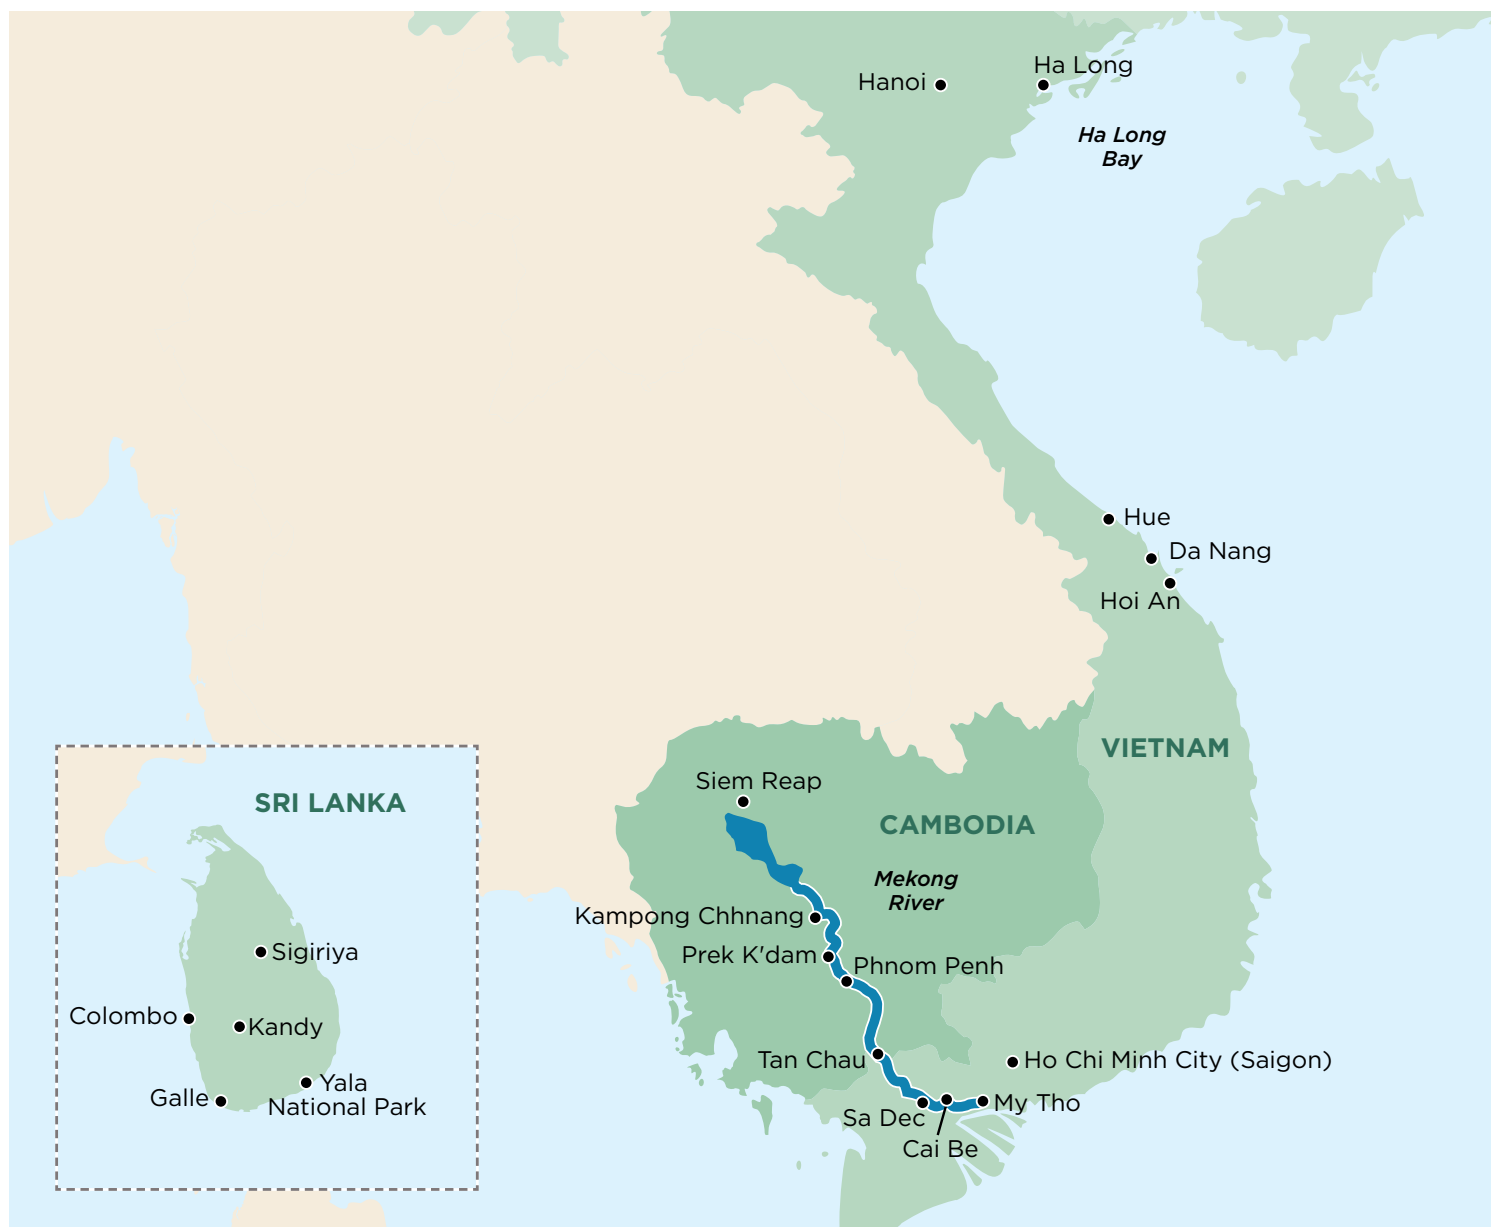 Ha Long
Hanoi
Ha Long
Bay
Hue
Da Nang
Hoi An
VIETNAM
Siem Reap
CAMBODIA
Mekong
River
Kampong Chhnang
Prek K'dam
Phnom Penh
Tan Chau
Ho Chi Minh City (Saigon)
My Tho
Sa Dec
Cai Be
SRI LANKA
Sigiriya
Colombo
Kandy
Yala
National Park
Galle